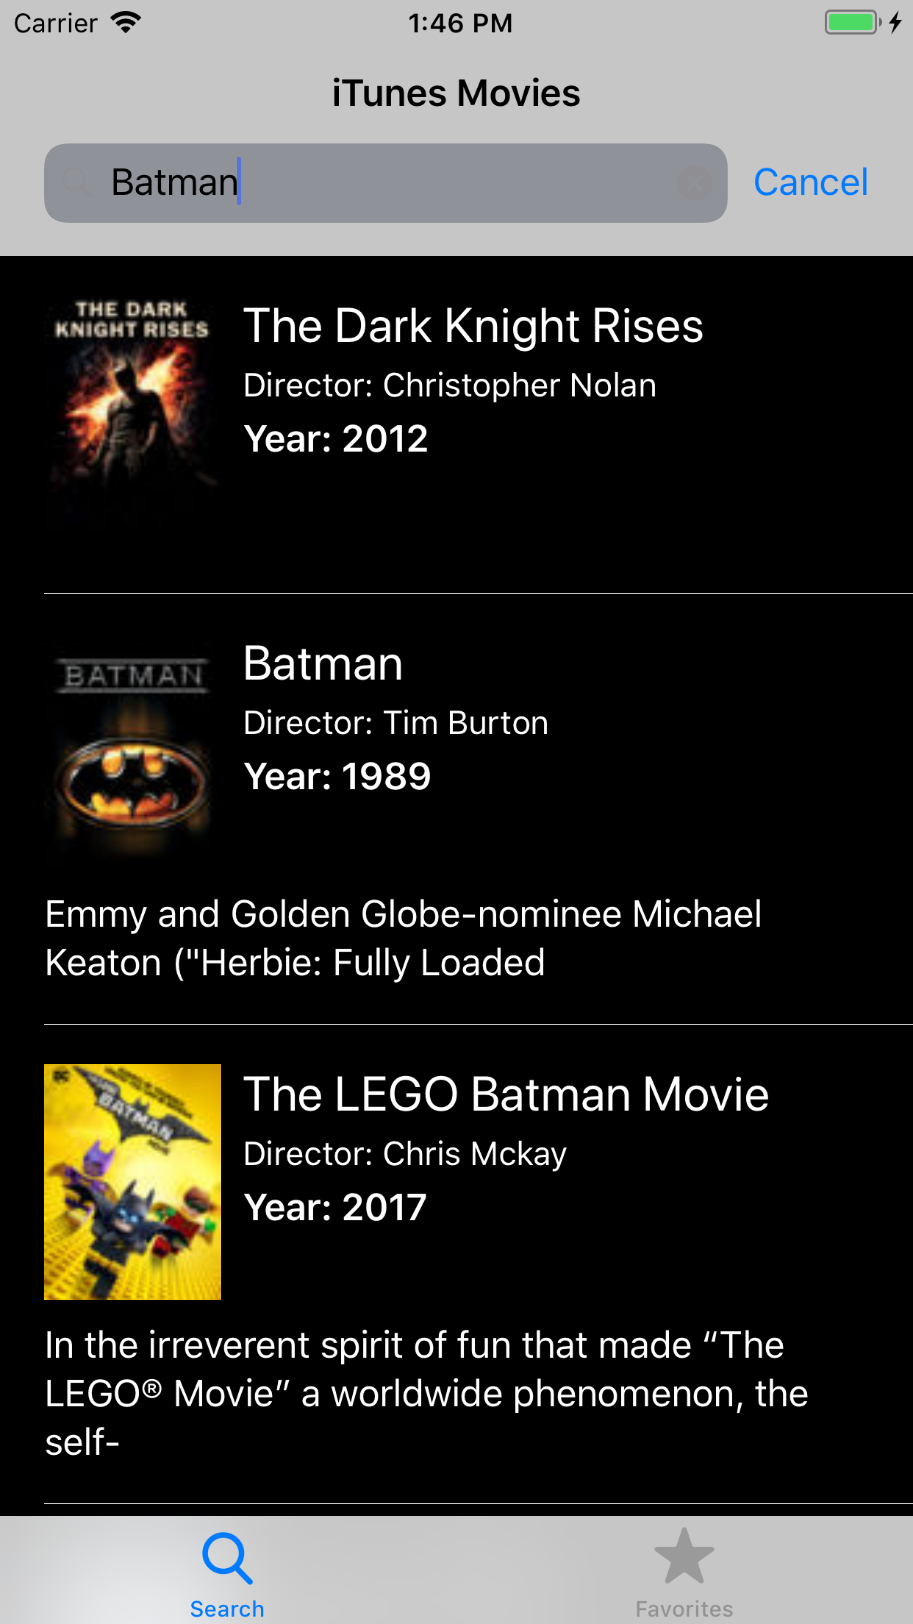 Carrier 1:46 PM
iTunes Movies
Batman Cancel
THE DARK
KNIGHT RISES
The Dark Knight Rises
Director: Christopher Nolan
Year: 2012
BATMAN
Batman
Director: Tim Burton
Year: 1989
Emmy and Golden Globe-nominee Michael
Keaton ("Herbie: Fully Loaded
DC
BATMAN
The LEGO Batman Movie
Director: Chris Mckay
Year: 2017
In the irreverent spirit of fun that made “The
LEGO® Movie” a worldwide phenomenon, the
self-
Search Favorites